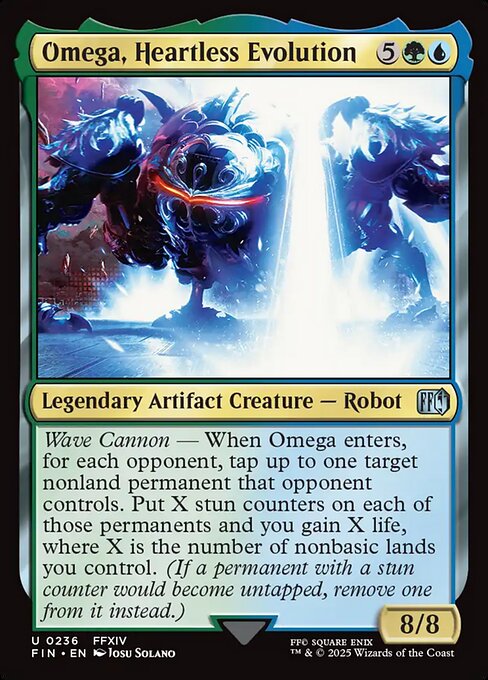 Omega, Heartless Evolution 5
Legendary Artifact Creature — Robot FF
Wave Cannon — When Omega enters,
for each opponent, tap up to one target
nonland permanent that opponent
controls. Put X stun counters on each of
those permanents and you gain X life,
where X is the number of nonbasic lands
you control. (If a permanent with a stun
counter would become untapped, remove one
from it instead.)
8/8
U 0236 FFXIV
FIN • EN Josu Solano
FF© SQUARE ENIX
™ & © 2025 Wizards of the Coast